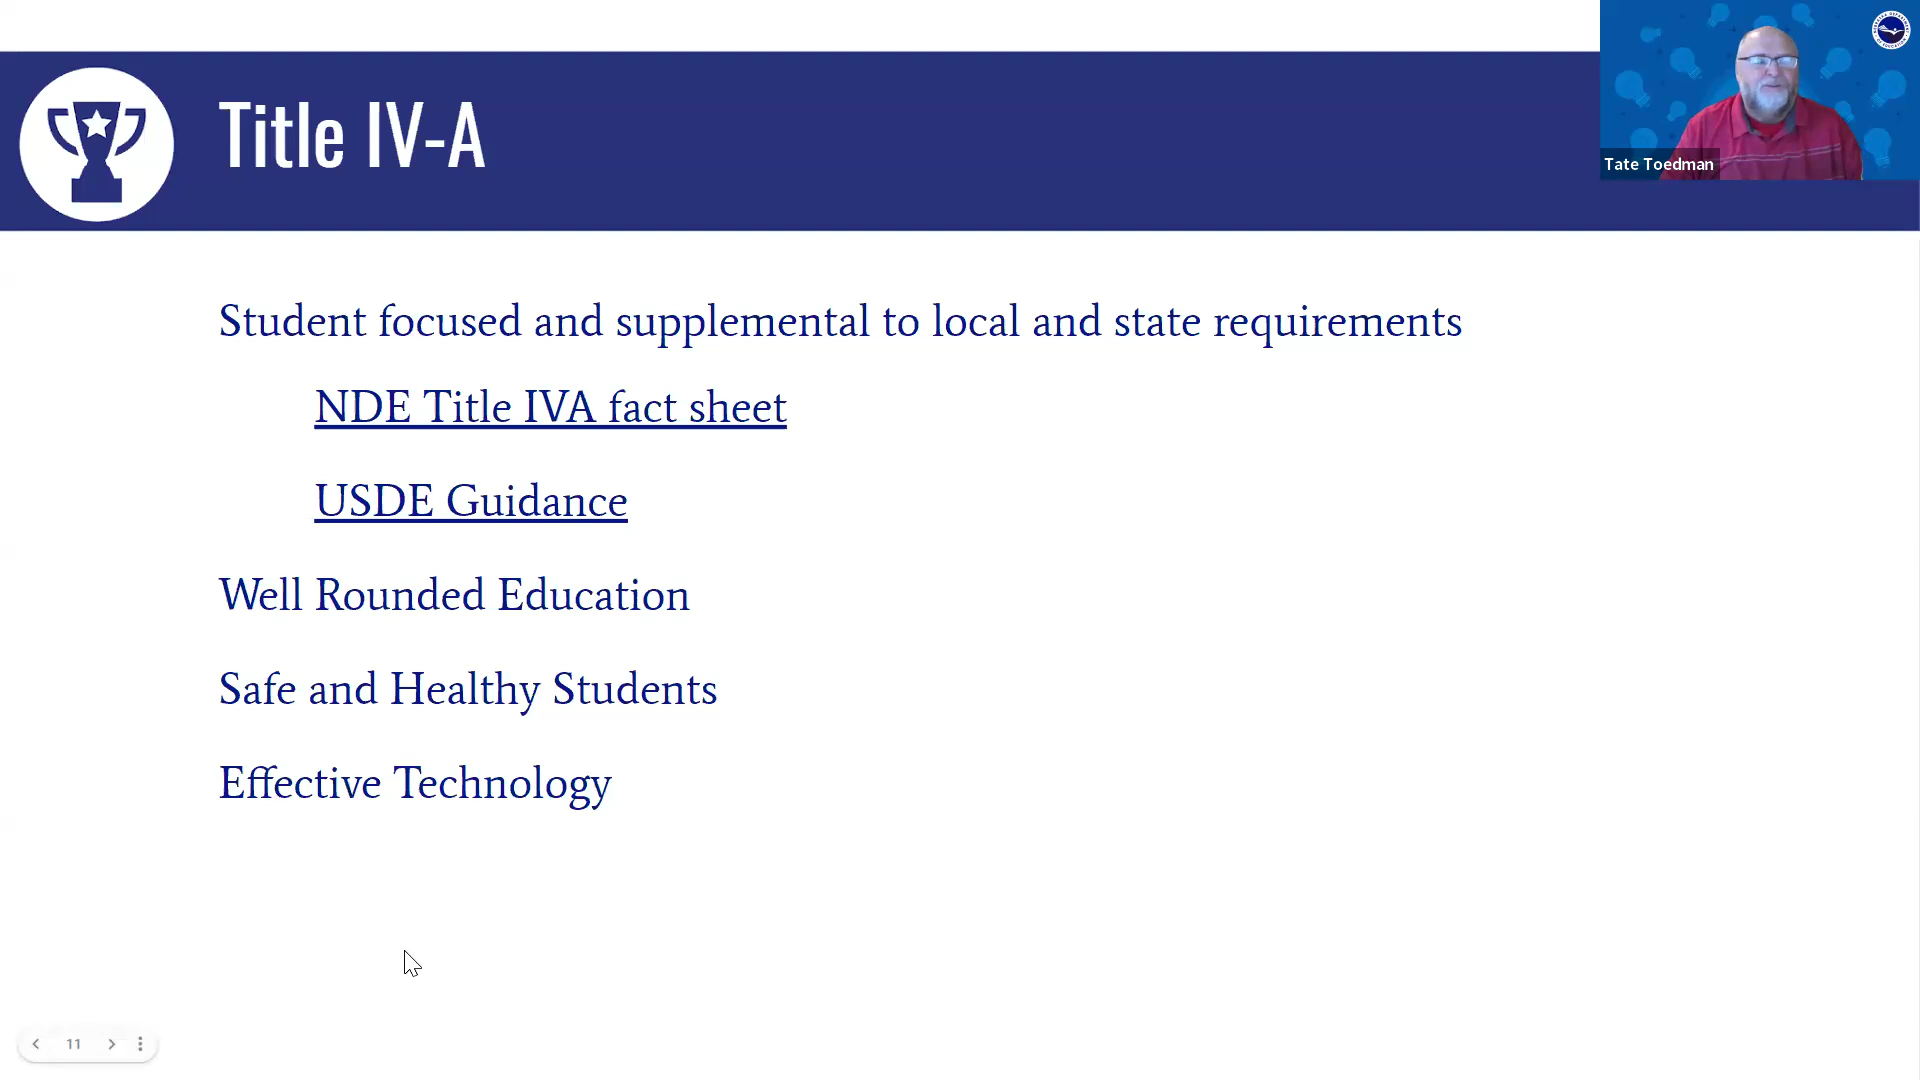 Title IV-A
Tate Toedman
Student focused and supplemental to local and state requirements
NDE Title IVA fact sheet
USDE Guidance
Well Rounded Education
Safe and Healthy Students
Effective Technology
11